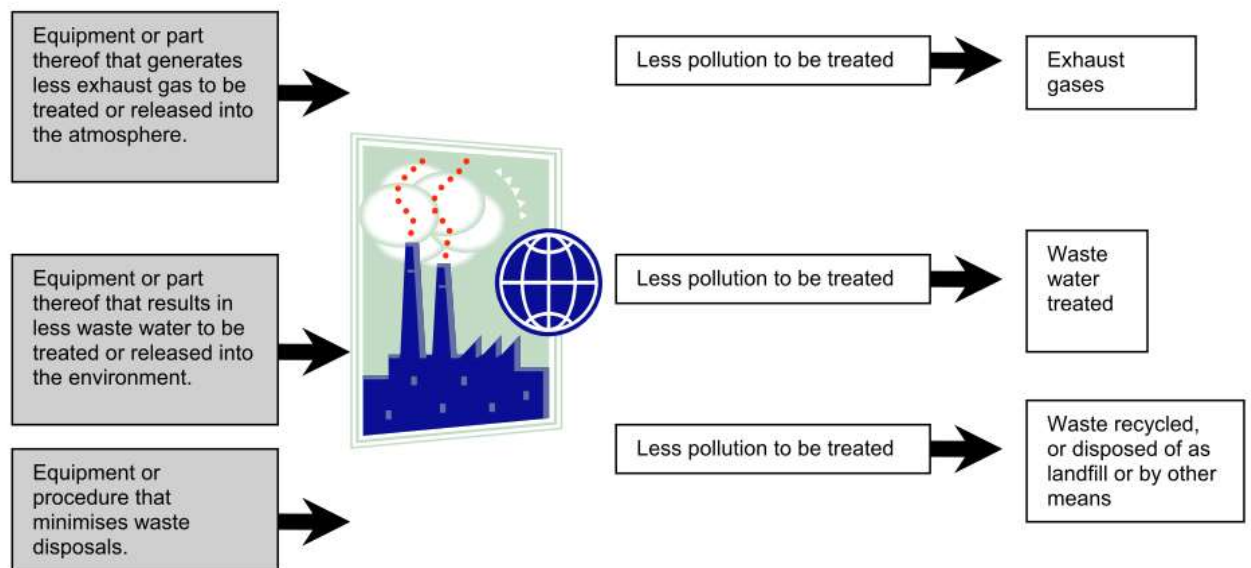 Equipment or part
thereof that generates
less exhaust gas to be
treated or released into
the atmosphere.
Less pollution to be treated
Exhaust
gases
Equipment or part
thereof that results in
less waste water to be
treated or released into
the environment.
Less pollution to be treated
Waste
water
treated
Equipment or
procedure that
minimises waste
disposals.
Less pollution to be treated
Waste recycled,
or disposed of as
landfill or by other
means